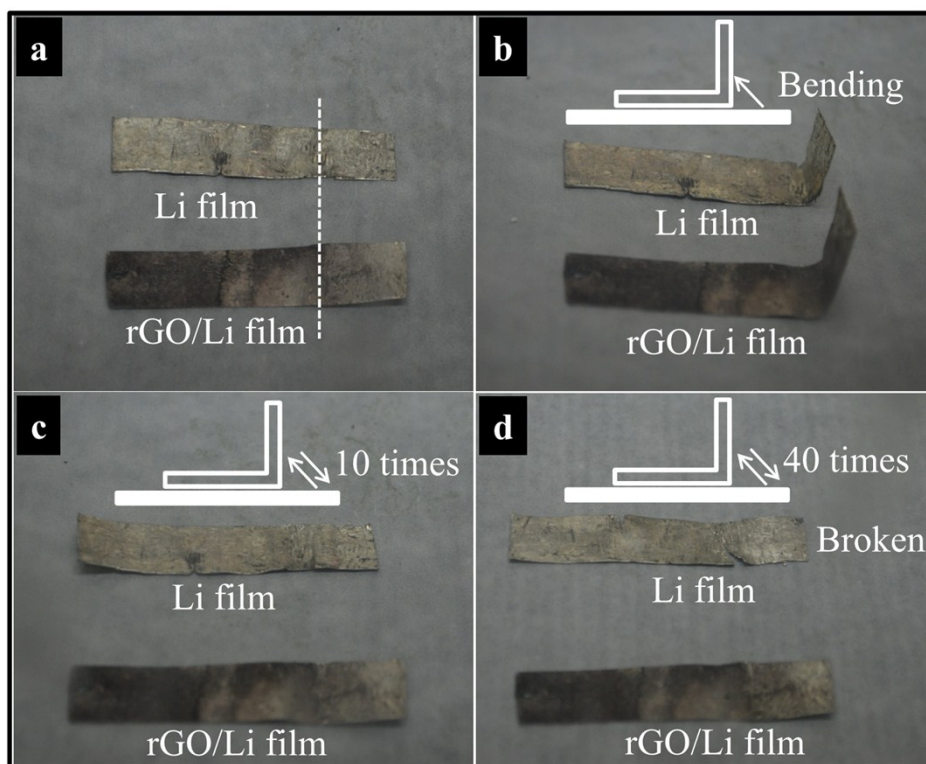 a
Li film
rGO/Li film
b
Bending
Li film
rGO/Li film
c
10 times
Li film
rGO/Li film
d
40 times
Broken
Li film
rGO/Li film